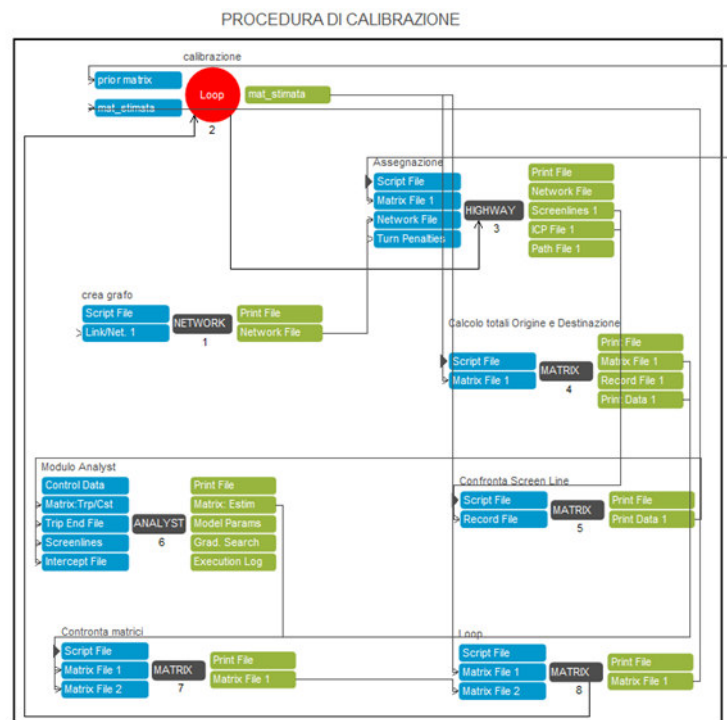 PROCEDURA DI CALIBRAZIONE
calibrazione
prior matrix
mat_stimata
Loop
mat_stimata
2
Assegnazione
Script File
Matrix File 1
Network File
Turn Penalties
HIGHWAY
3
Print File
Network File
Screenlines 1
ICP File 1
Path File 1
crea grafo
Script File
Link/Net. 1
NETWORK
1
Print File
Network File
Calcolo totali Origine e Destinazione
Script File
Matrix File 1
MATRIX
4
Print File
Matrix File 1
Record File 1
Print Data 1
Modulo Analyst
Control Data
Matrix:Trp/Cst
Trip End File
Screenlines
Intercept File
ANALYST
6
Print File
Matrix: Estim
Model Params
Grad. Search
Execution Log
Confronta Screen Line
Script File
Record File
MATRIX
5
Print File
Print Data 1
Confronta matrici
Script File
Matrix File 1
Matrix File 2
MATRIX
7
Print File
Matrix File 1
Loop
Script File
Matrix File 1
Matrix File 2
MATRIX
8
Print File
Matrix File 1